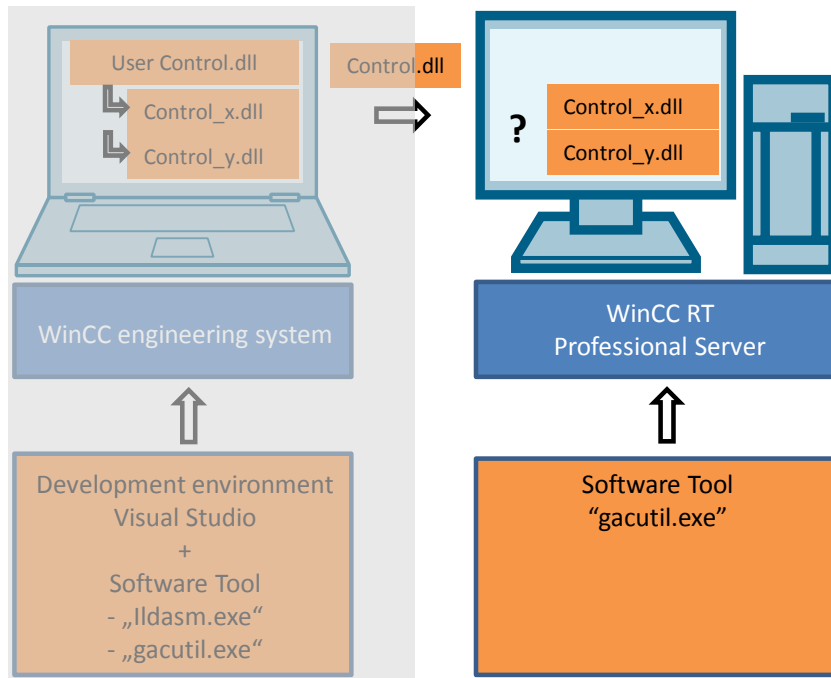 User Control.dll
Control_x.dll
Control_y.dll
Control.dll
?
Control_x.dll
Control_y.dll
WinCC engineering system
WinCC RT
Professional Server
Development environment
Visual Studio
+
Software Tool
- „Ildasm.exe“
- „gacutil.exe“
Software Tool
“gacutil.exe”